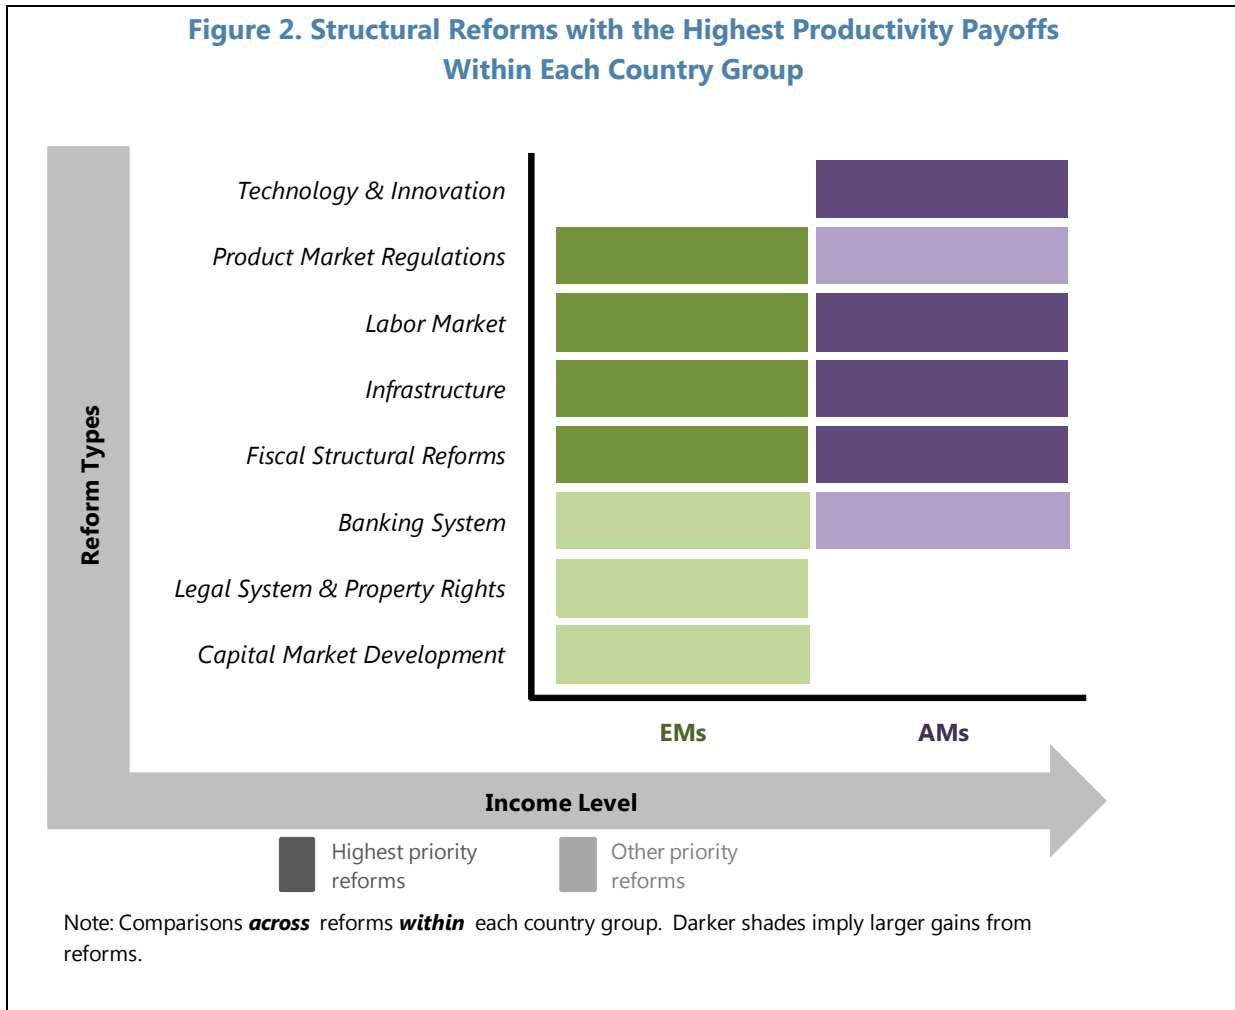 Figure 2. Structural Reforms with the Highest Productivity Payoffs
Within Each Country Group
Technology & Innovation
Product Market Regulations
Labor Market
Infrastructure
Fiscal Structural Reforms
Banking System
Legal System & Property Rights
Capital Market Development
Reform Types
EMs
AMs
Income Level
Highest priority
reforms
Other priority
reforms
Note: Comparisons across reforms within each country group. Darker shades imply larger gains from
reforms.